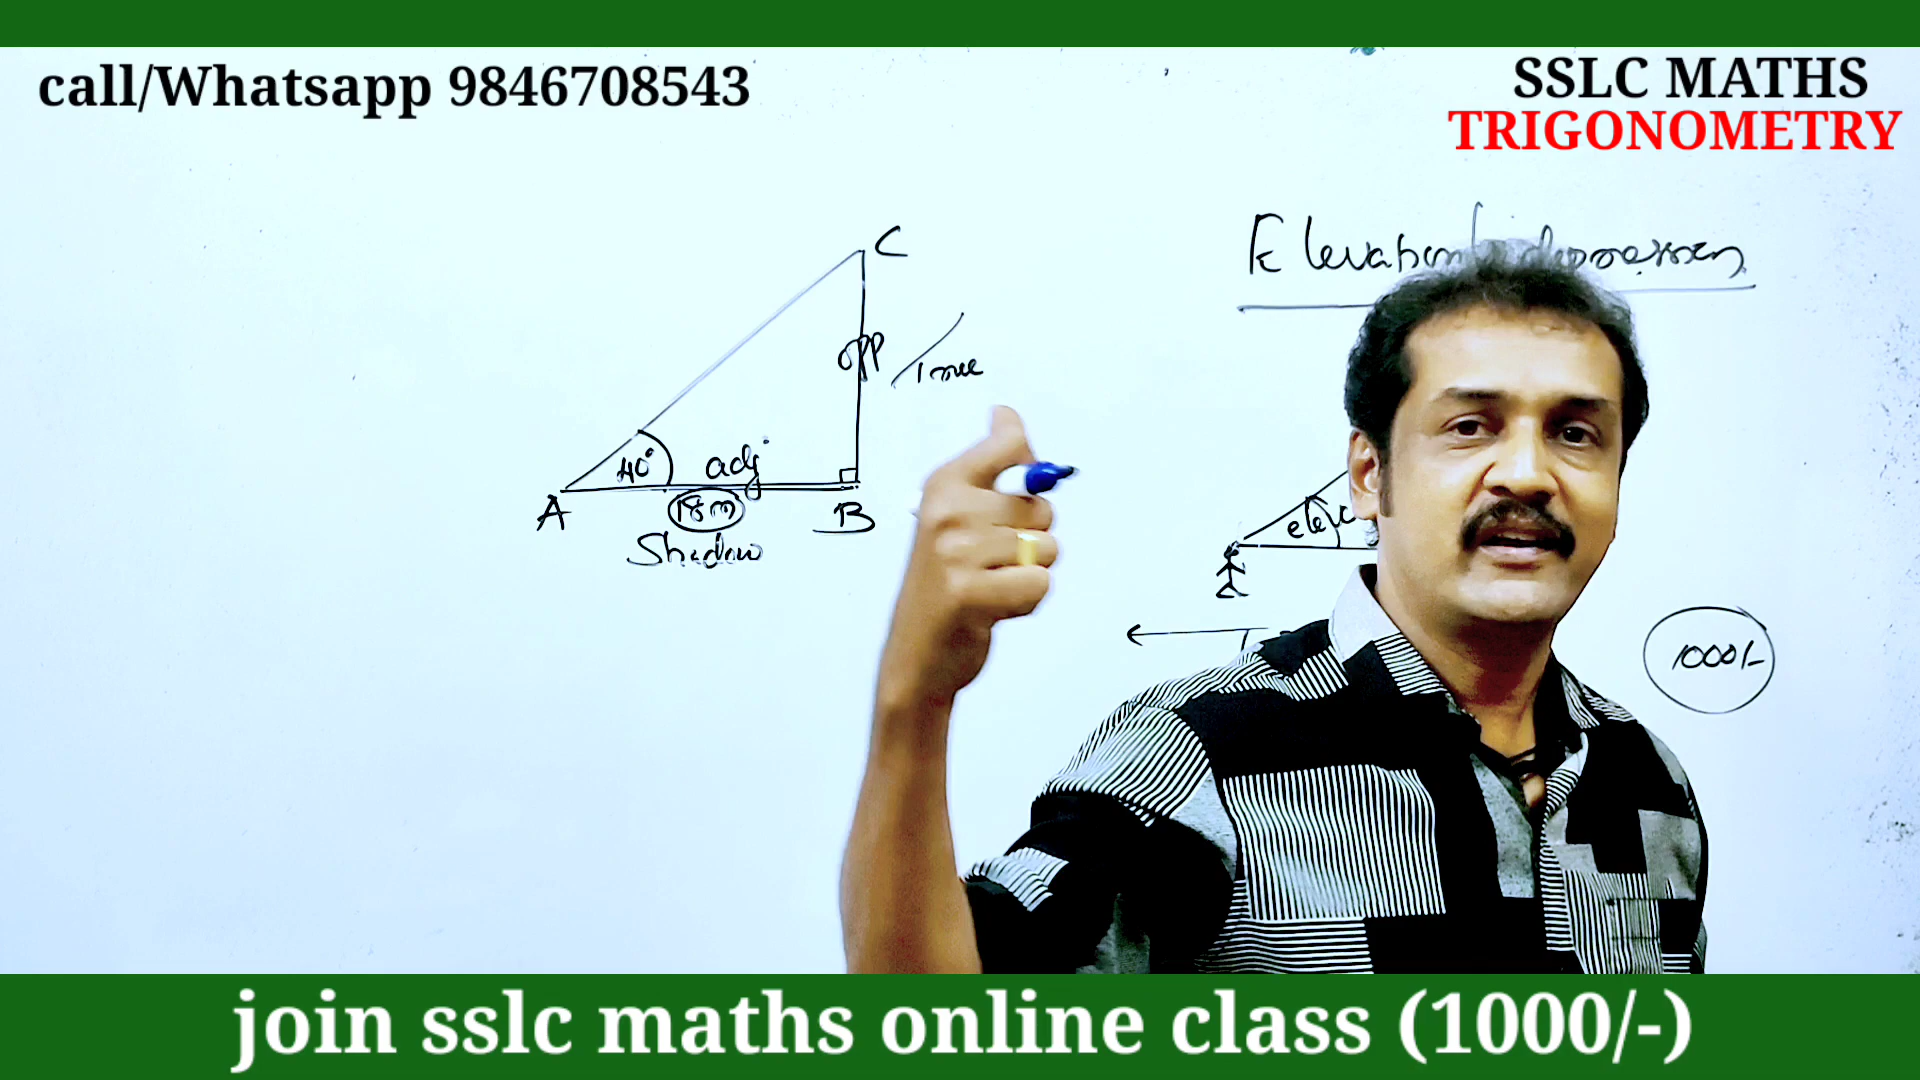 call/Whatsapp 9846708543
SSLC MATHS
TRIGONOMETRY
C
opp
Tree
40° adj
A 18m B
Shadow
1000/-
join sslc maths online class (1000/-)